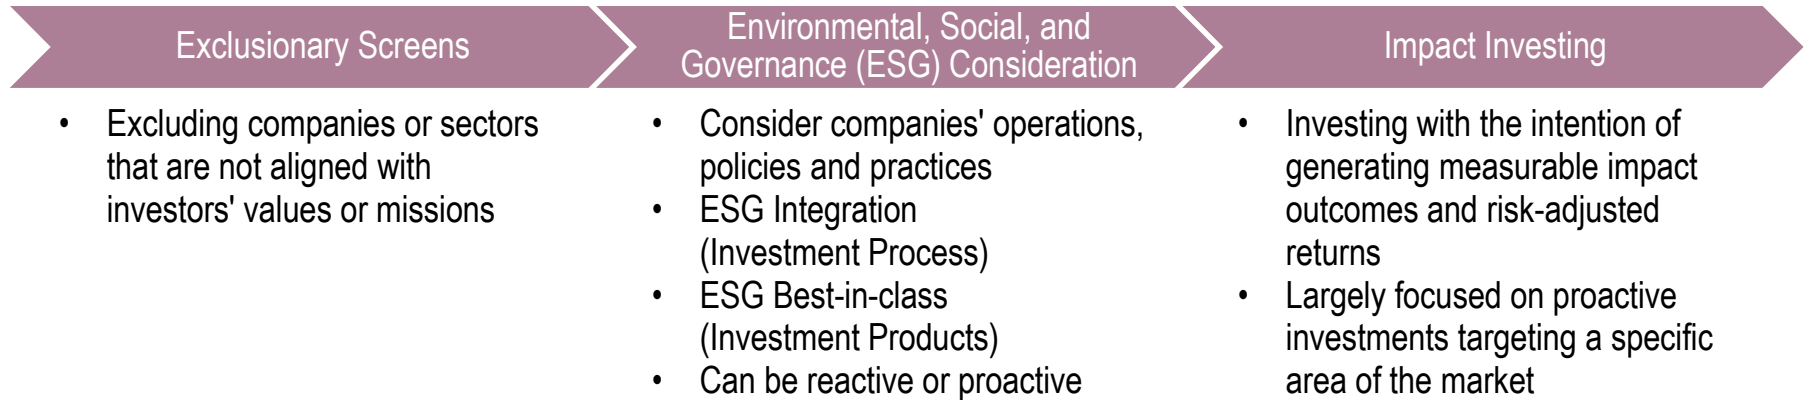 Exclusionary Screens
Environmental, Social, and
Governance (ESG) Consideration
Impact Investing
• Excluding companies or sectors
that are not aligned with
investors' values or missions
• Consider companies' operations,
policies and practices
• ESG Integration
(Investment Process)
• ESG Best-in-class
(Investment Products)
• Can be reactive or proactive
• Investing with the intention of
generating measurable impact
outcomes and risk-adjusted
returns
• Largely focused on proactive
investments targeting a specific
area of the market